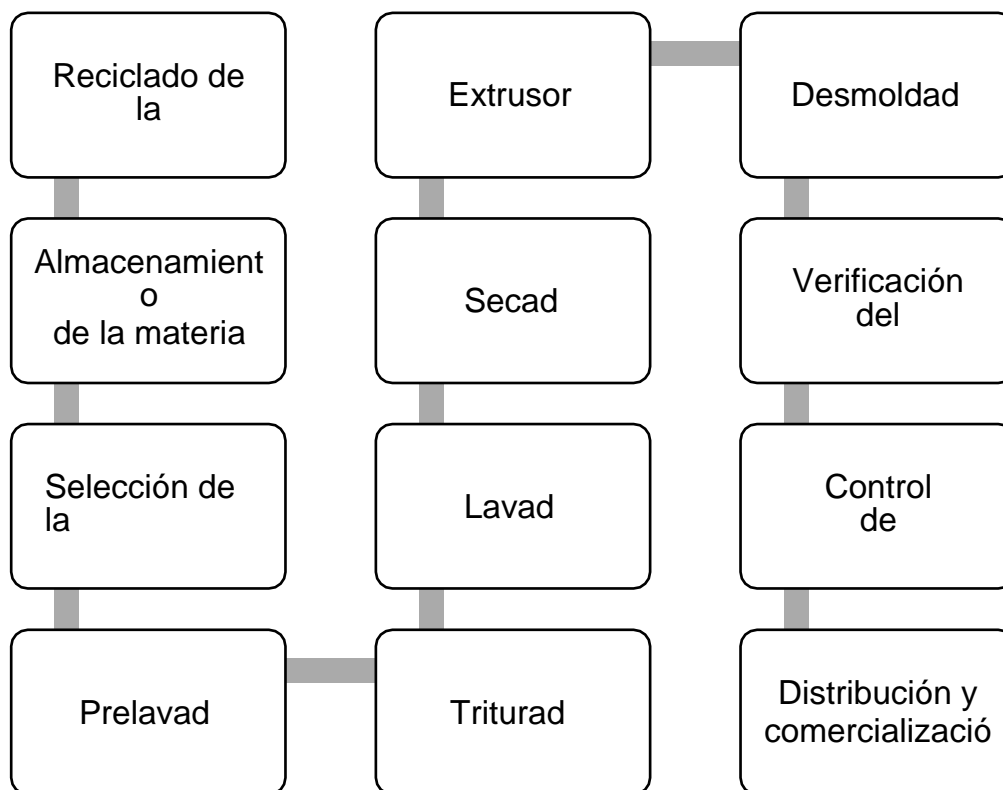 Reciclado de
la
Almacenamient
o
de la materia
Selección de
la
Prelavad
Triturad
Lavad
Secad
Extrusor
Desmoldad
Verificación
del
Control
de
Distribución y
comercializació